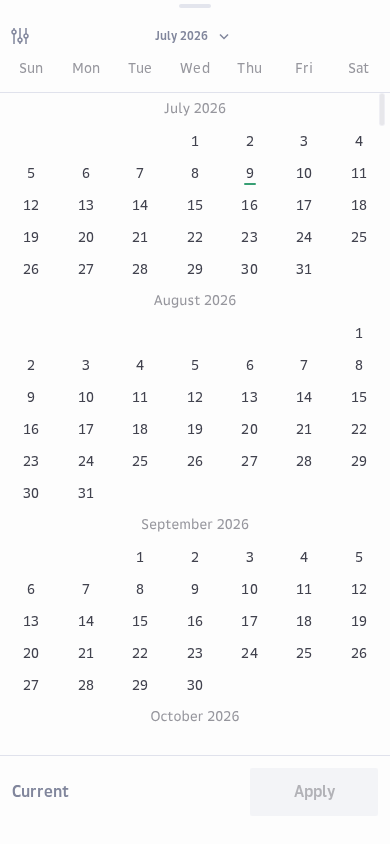 July 2026
Sun Mon Tue Wed Thu Fri Sat
July 2026
1 2 3 4
5 6 7 8 9 10 11
12 13 14 15 16 17 18
19 20 21 22 23 24 25
26 27 28 29 30 31
August 2026
1
2 3 4 5 6 7 8
9 10 11 12 13 14 15
16 17 18 19 20 21 22
23 24 25 26 27 28 29
30 31
September 2026
1 2 3 4 5
6 7 8 9 10 11 12
13 14 15 16 17 18 19
20 21 22 23 24 25 26
27 28 29 30
October 2026
Current Apply